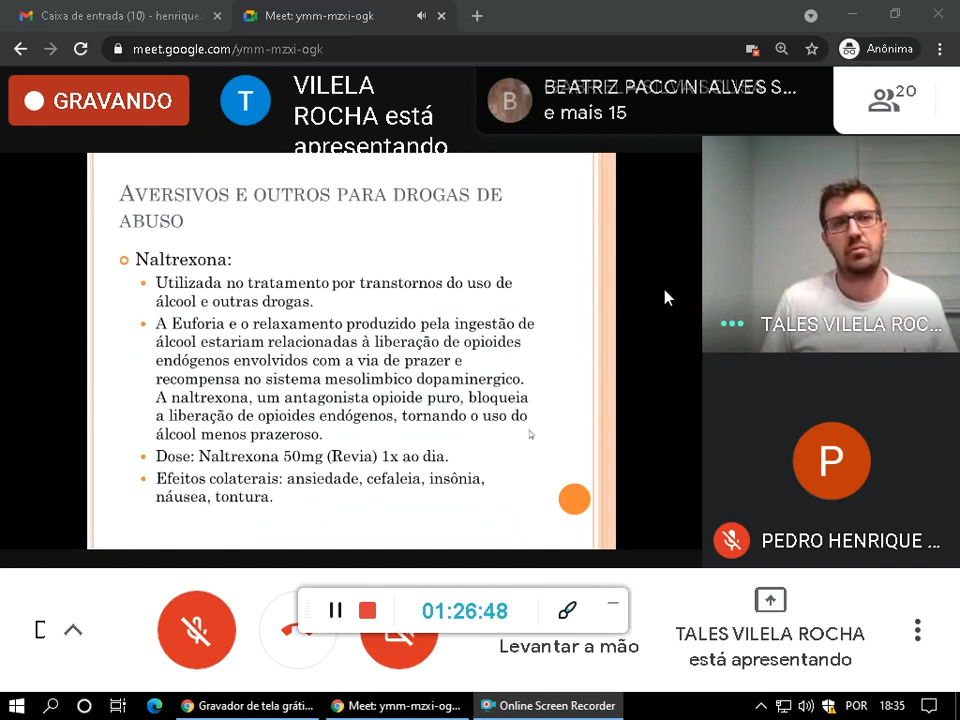 Caixa de entrada (10) - henrique.
Meet: ymm-mzxi-ogk
meet.google.com/ymm-mzxi-ogk
Anônima
GRAVANDO
T
VILELA
ROCHA está
apresentando
B
BEATRIZ PACCINI ALVES S...
e mais 15
20
AVERSIVOS E OUTROS PARA DROGAS DE
ABUSO
Naltrexona:
Utilizada no tratamento por transtornos do uso de
álcool e outras drogas.
A Euforia e o relaxamento produzido pela ingestão de
álcool estariam relacionadas à liberação de opioides
endógenos envolvidos com a via de prazer e
recompensa no sistema mesolimbico dopaminergico.
A naltrexona, um antagonista opioide puro, bloqueia
a liberação de opioides endógenos, tornando o uso do
álcool menos prazeroso.
Dose: Naltrexona 50mg (Revia) 1x ao dia.
Efeitos colaterais: ansiedade, cefaleia, insônia,
náusea, tontura.
TALES VILELA ROC...
P
PEDRO HENRIQUE ...
01:26:48
Levantar a mão
TALES VILELA ROCHA
está apresentando
Gravador de tela gráti...
Meet: ymm-mzxi-og...
Online Screen Recorder
POR
18:35